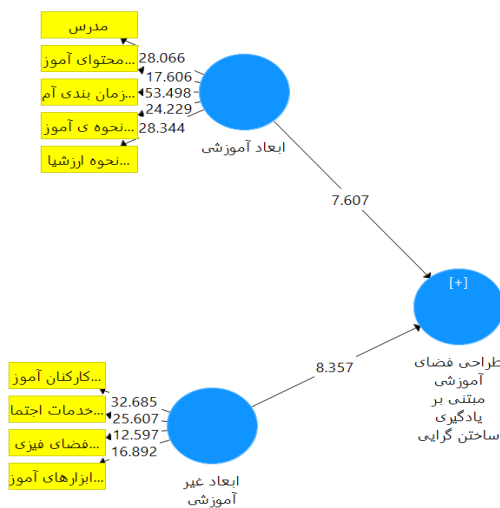 مدرس
محتوای آموز...
زمان بندی آم...
نحوه ی آموز...
نحوه ارزشیا...
28.066
17.606
53.498
24.229
28.344
ابعاد آموزشی
7.607
[+]
طراحی فضای
آموزشی
مبتنی بر
یادگیری
ساختن گرایی
8.357
کارکنان آموز...
خدمات اجتما...
فضای فیزی...
ابزارهای آموز...
32.685
25.607
12.597
16.892
ابعاد غیر
آموزشی